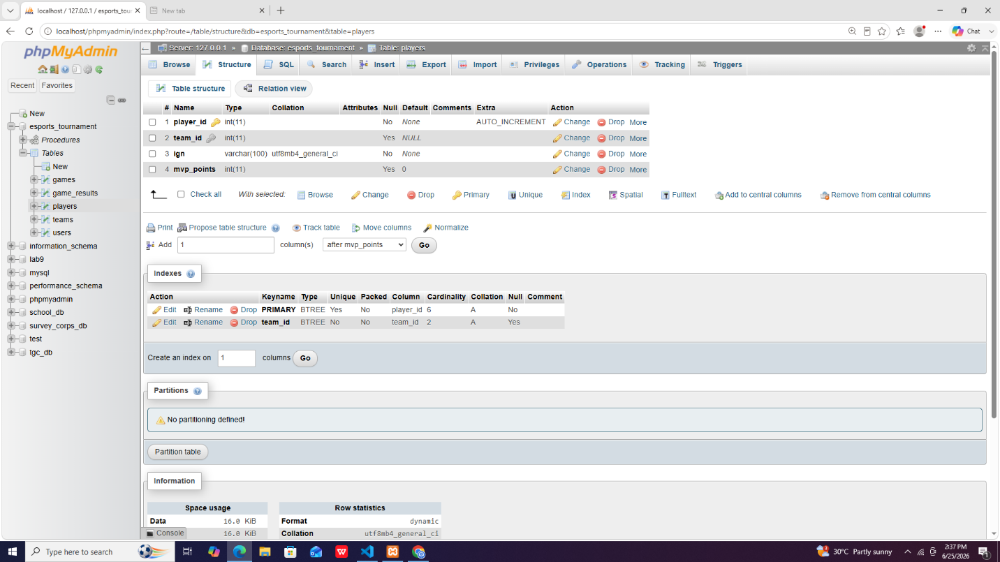 localhost / 127.0.0.1 / esports_tour
New tab
localhost/phpmyadmin/index.php?route=/table/structure&db=esports_tournament&table=players
Chat
phpMyAdmin
Recent
Favorites
New
esports_tournament
Procedures
Tables
New
games
game_results
players
teams
users
information_schema
lab9
mysql
performance_schema
phpmyadmin
school_db
survey_corps_db
test
tgc_db
Server: 127.0.0.1 » Database: esports_tournament » Table: players
Browse Structure SQL Search Insert Export Import Privileges Operations Tracking Triggers
Table structure Relation view
# Name Type Collation Attributes Null Default Comments Extra Action
1 player_id int(11) No None AUTO_INCREMENT Change Drop More
2 team_id int(11) Yes NULL Change Drop More
3 ign varchar(100) utf8mb4_general_ci No None Change Drop More
4 mvp_points int(11) Yes 0 Change Drop More
Check all With selected: Browse Change Drop Primary Unique Index Spatial Fulltext Add to central columns Remove from central columns
Print Propose table structure Track table Move columns Normalize
Add 1 column(s) after mvp_points Go
Indexes
Action Keyname Type Unique Packed Column Cardinality Collation Null Comment
Edit Rename Drop PRIMARY BTREE Yes No player_id 6 A No
Edit Rename Drop team_id BTREE No No team_id 2 A Yes
Create an index on 1 columns Go
Partitions
No partitioning defined!
Partition table
Information
Space usage
Data 16.0 KiB
16.0 KiB
Row statistics
Format dynamic
Collation utf8mb4_general_ci
Console
Type here to search
30°C Partly sunny
2:37 PM
6/25/2026
1